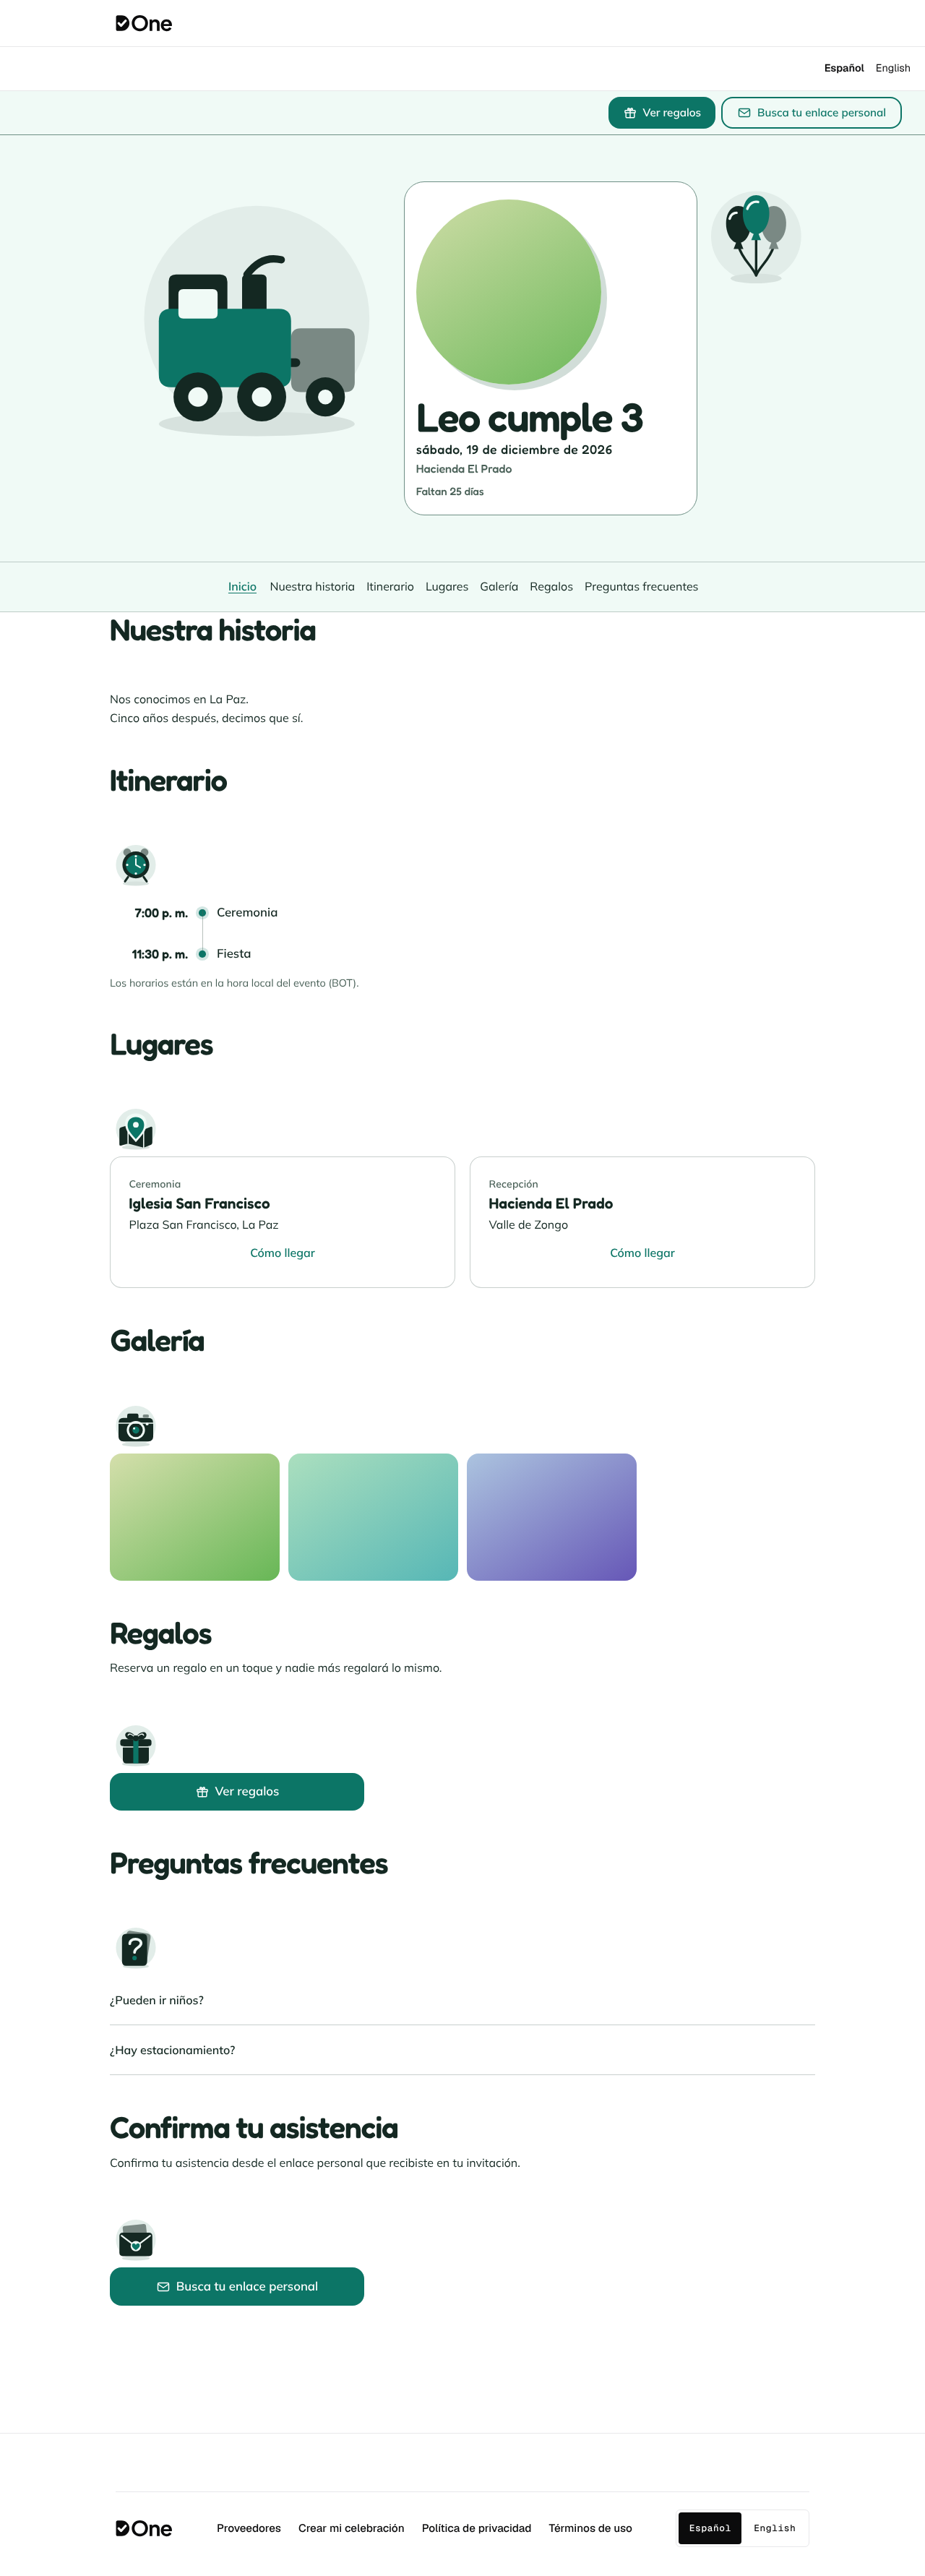 One
Español English
Ver regalos Busca tu enlace personal
Leo cumple 3
sábado, 19 de diciembre de 2026
Hacienda El Prado
Faltan 25 días
Inicio Nuestra historia Itinerario Lugares Galería Regalos Preguntas frecuentes
Nuestra historia
Nos conocimos en La Paz.
Cinco años después, decimos que sí.
Itinerario
7:00 p. m. Ceremonia
11:30 p. m. Fiesta
Los horarios están en la hora local del evento (BOT).
Lugares
Ceremonia
Iglesia San Francisco
Plaza San Francisco, La Paz
Cómo llegar
Recepción
Hacienda El Prado
Valle de Zongo
Cómo llegar
Galería
Regalos
Reserva un regalo en un toque y nadie más regalará lo mismo.
Ver regalos
Preguntas frecuentes
?
¿Pueden ir niños?
¿Hay estacionamiento?
Confirma tu asistencia
Confirma tu asistencia desde el enlace personal que recibiste en tu invitación.
Busca tu enlace personal
One Proveedores Crear mi celebración Política de privacidad Términos de uso Español English